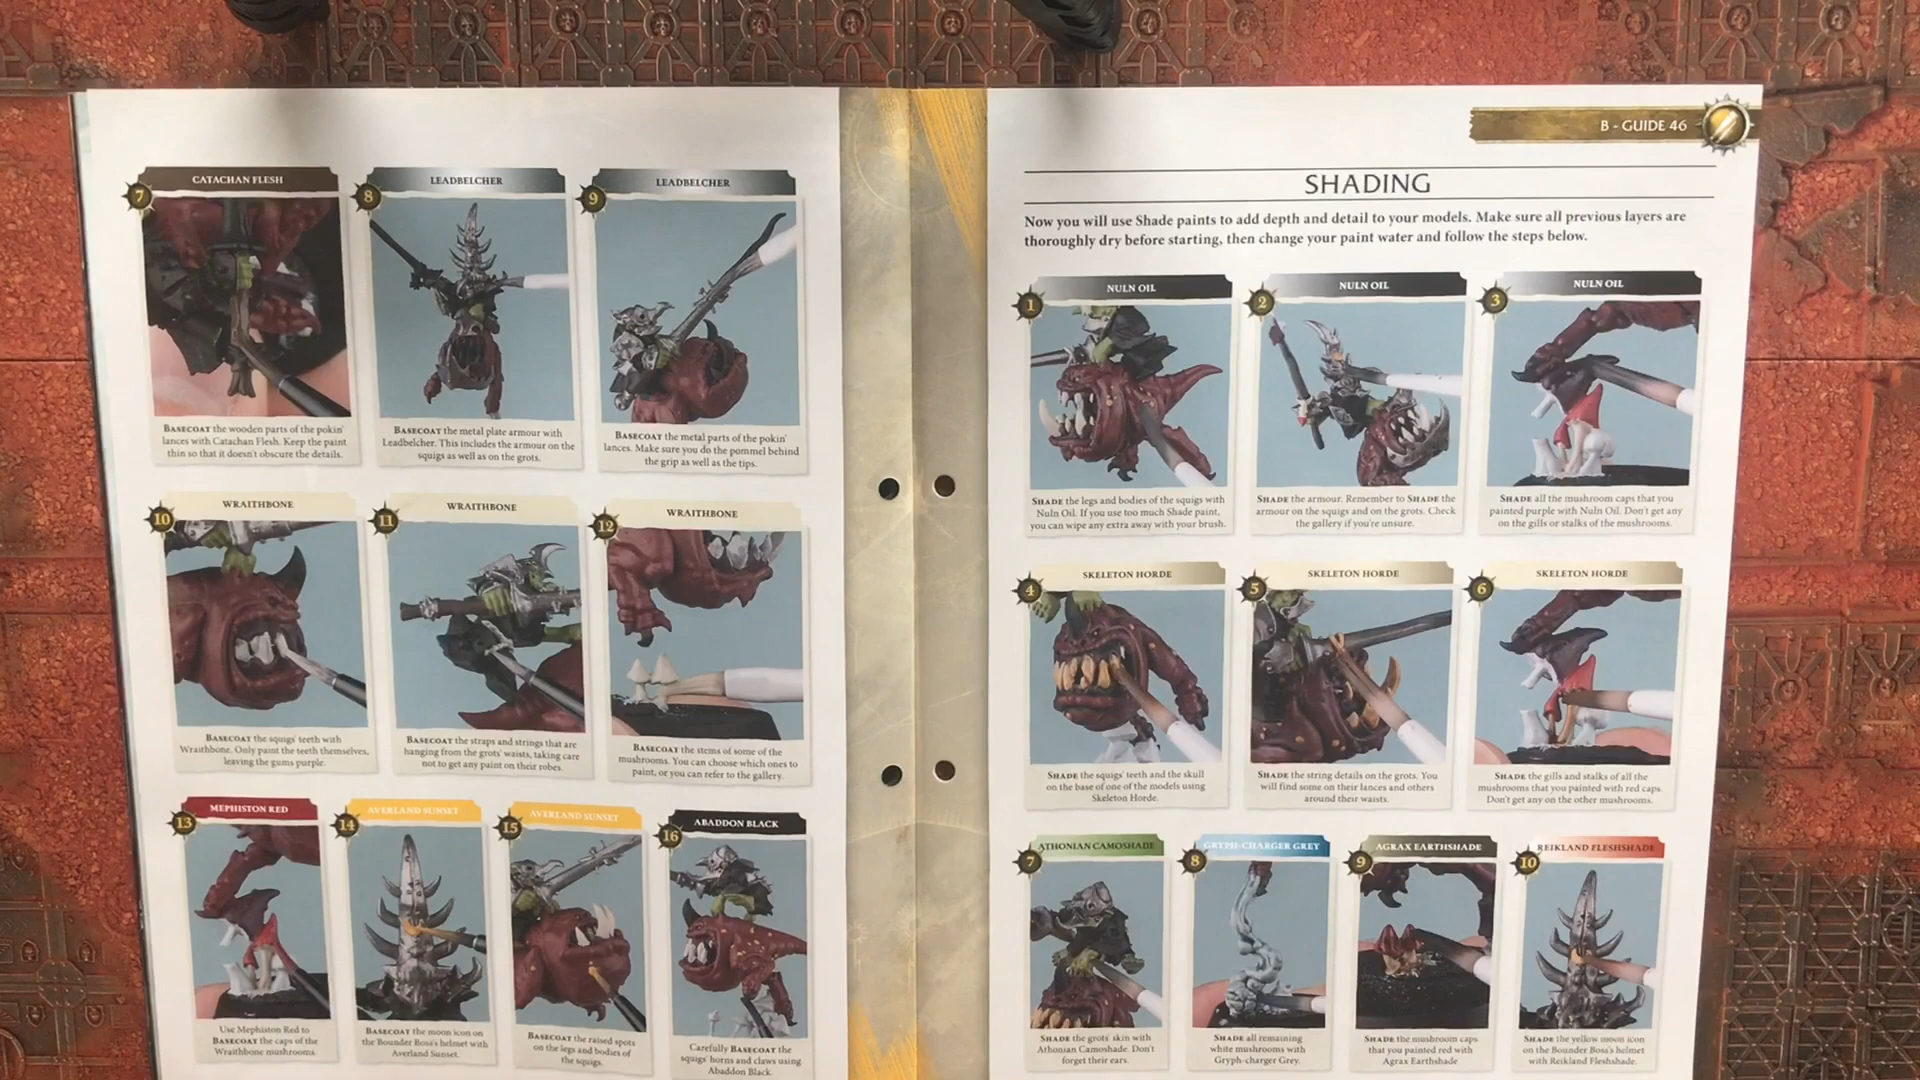 7
CATACHAN FLESH
BASECOAT the wooden parts of the pokin'
lances with Catachan Flesh. Keep the paint
thin so that it doesn't obscure the details.
8
LEADBELCHER
BASECOAT the metal plate armour with
Leadbelcher. This includes the armour on the
squigs as well as on the grots.
9
LEADBELCHER
BASECOAT the metal parts of the pokin'
lances. Make sure you do the pommel behind
the grip as well as the tips.
10
WRAITHBONE
BASECOAT the squigs' teeth with
Wraithbone. Only paint the teeth themselves,
leaving the gums purple.
11
WRAITHBONE
BASECOAT the straps and strings that are
hanging from the grots' waists, taking care
not to get any paint on their robes.
12
WRAITHBONE
BASECOAT the stems of some of the
mushrooms. You can choose which ones to
paint, or you can refer to the gallery.
13
MEPHISTON RED
Use Mephiston Red to
BASECOAT the caps of the
Wraithbone mushrooms.
14
AVERLAND SUNSET
BASECOAT the moon icon on
the Bounder Boss's helmet with
Averland Sunset.
15
AVERLAND SUNSET
BASECOAT the raised spots
on the legs and bodies of
the squigs.
16
ABADDON BLACK
Carefully BASECOAT the
squigs' horns and claws using
Abaddon Black.
B - GUIDE 46
SHADING
Now you will use Shade paints to add depth and detail to your models. Make sure all previous layers are
thoroughly dry before starting, then change your paint water and follow the steps below.
1
NULN OIL
SHADE the legs and bodies of the squigs with
Nuln Oil. If you use too much Shade paint,
you can wipe any extra away with your brush.
2
NULN OIL
SHADE the armour. Remember to SHADE the
armour on the squigs and on the grots. Check
the gallery if you're unsure.
3
NULN OIL
SHADE all the mushroom caps that you
painted purple with Nuln Oil. Don't get any
on the gills or stalks of the mushrooms.
4
SKELETON HORDE
SHADE the squigs' teeth and the skull
on the base of one of the models using
Skeleton Horde.
5
SKELETON HORDE
SHADE the string details on the grots. You
will find some on their lances and others
around their waists.
6
SKELETON HORDE
SHADE the gills and stalks of all the
mushrooms that you painted with red caps.
Don't get any on the other mushrooms.
7
ATHONIAN CAMOSHADE
SHADE the grots' skin with
Athonian Camoshade. Don't
forget their ears.
8
GRYPH-CHARGER GREY
SHADE all remaining
white mushrooms with
Gryph-charger Grey.
9
AGRAX EARTHSHADE
SHADE the mushroom caps
that you painted red with
Agrax Earthshade
10
REIKLAND FLESHSHADE
SHADE the yellow moon icon
on the Bounder Boss's helmet
with Reikland Fleshshade.